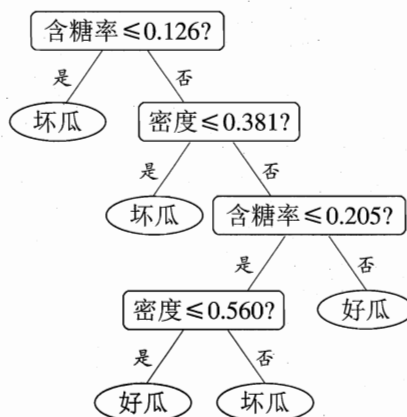 含糖率≤0.126?
是 否
坏瓜 密度≤0.381?
是 否
坏瓜 含糖率≤0.205?
是 否
密度≤0.560? 好瓜
是 否
好瓜 坏瓜